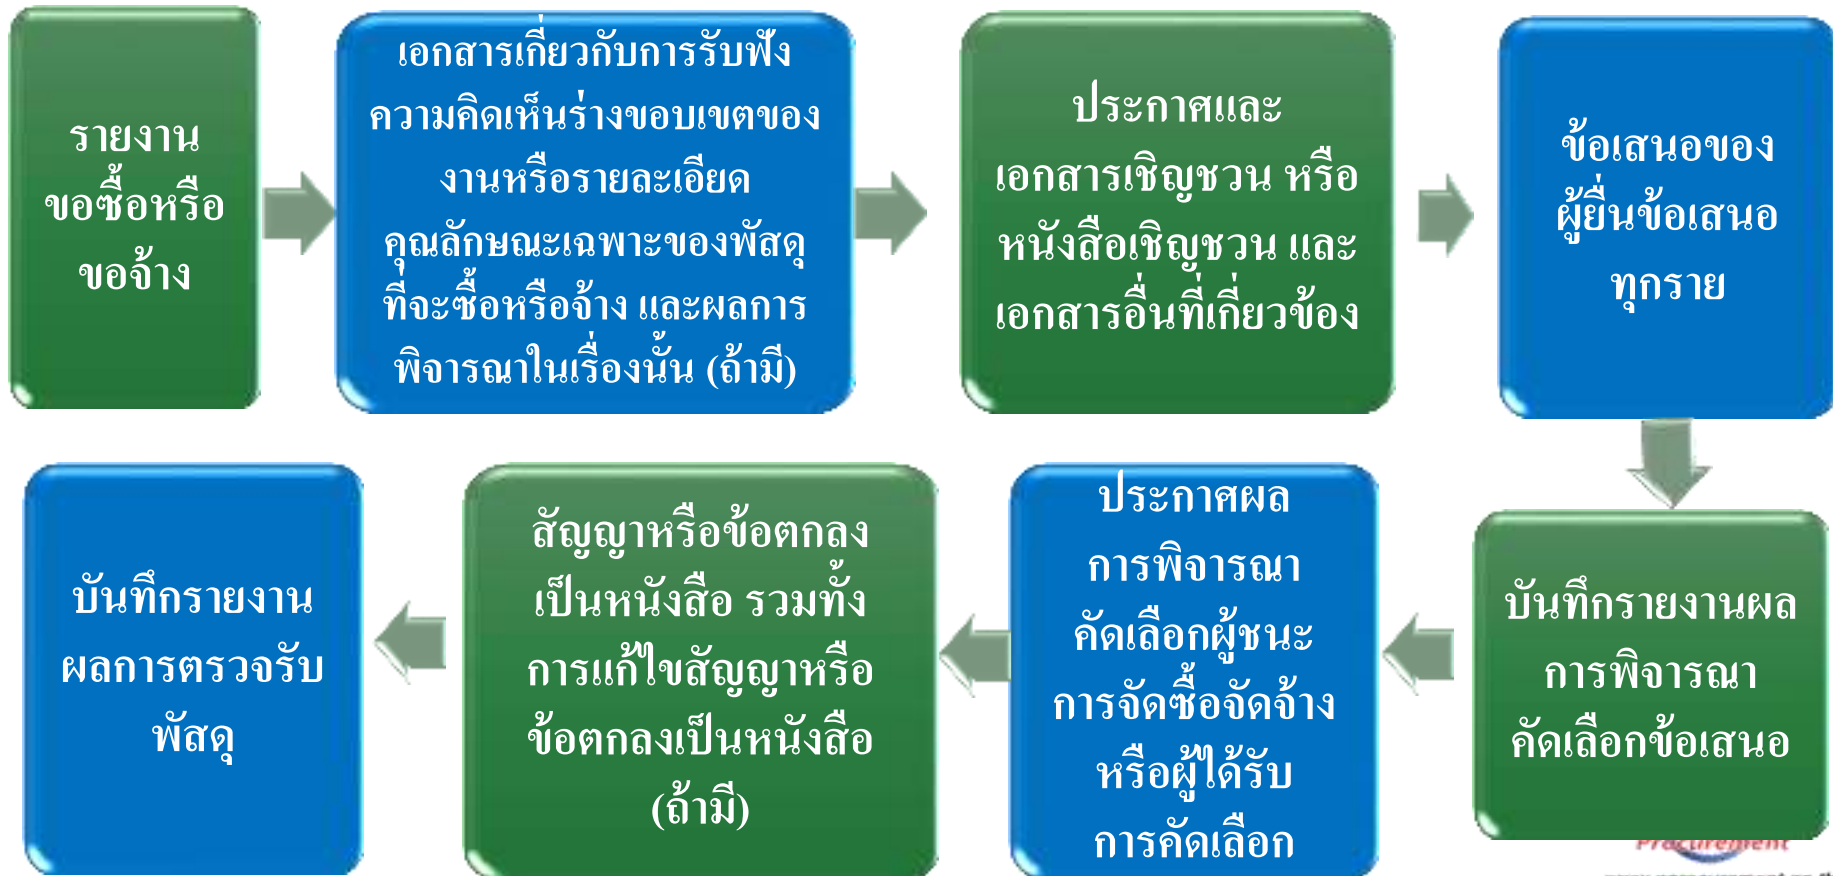 รายงาน
ขอซื้อหรือ
ขอจ้าง
เอกสารเกี่ยวกับการรับฟัง
ความคิดเห็นร่างขอบเขตของ
งานหรือรายละเอียด
คุณลักษณะเฉพาะของพัสดุ
ที่จะซื้อหรือจ้าง และผลการ
พิจารณาในเรื่องนั้น (ถ้ามี)
ประกาศและ
เอกสารเชิญชวน หรือ
หนังสือเชิญชวน และ
เอกสารอื่นที่เกี่ยวข้อง
ข้อเสนอของ
ผู้ยื่นข้อเสนอ
ทุกราย
บันทึกรายงานผล
การพิจารณา
คัดเลือกข้อเสนอ
ประกาศผล
การพิจารณา
คัดเลือกผู้ชนะ
การจัดซื้อจัดจ้าง
หรือผู้ได้รับ
การคัดเลือก
สัญญาหรือข้อตกลง
เป็นหนังสือ รวมทั้ง
การแก้ไขสัญญาหรือ
ข้อตกลงเป็นหนังสือ
(ถ้ามี)
บันทึกรายงาน
ผลการตรวจรับ
พัสดุ
Procurement